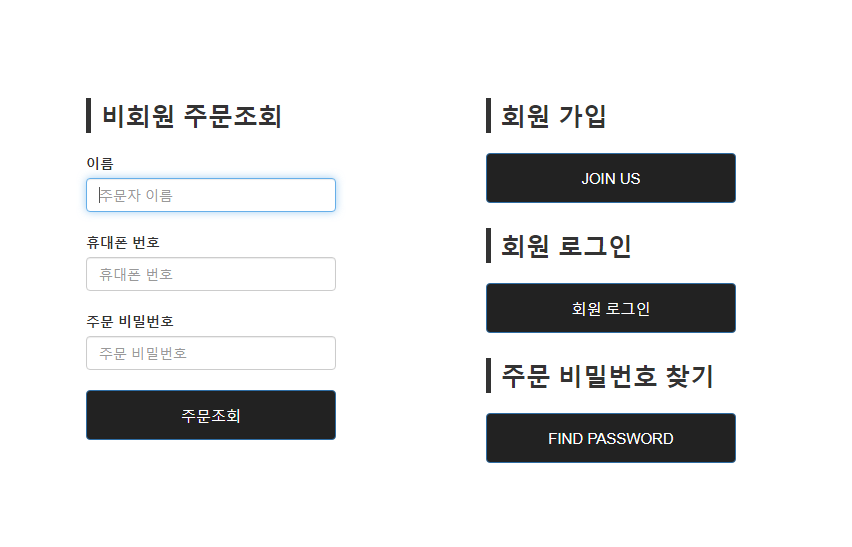 비회원 주문조회
이름
주문자 이름
휴대폰 번호
휴대폰 번호
주문 비밀번호
주문 비밀번호
주문조회
회원 가입
JOIN US
회원 로그인
회원 로그인
주문 비밀번호 찾기
FIND PASSWORD